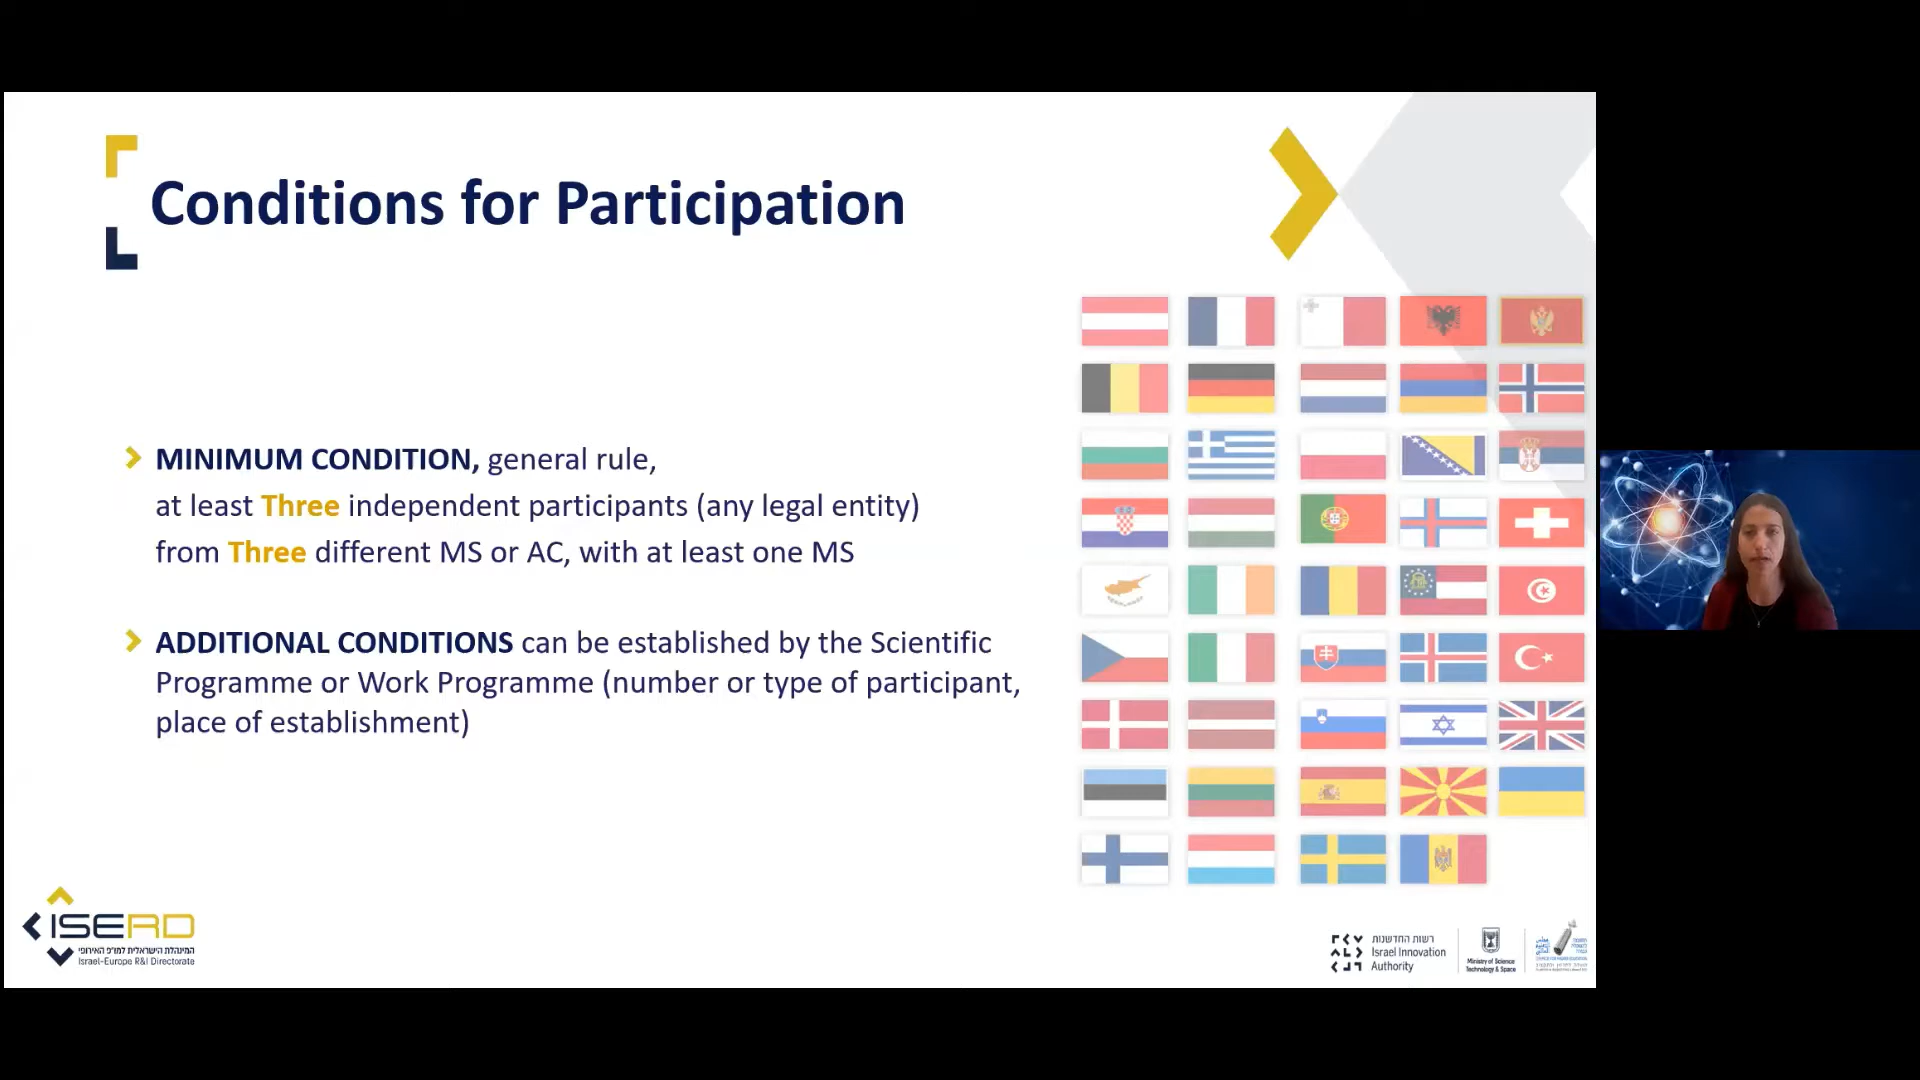 Conditions for Participation
MINIMUM CONDITION, general rule,
at least Three independent participants (any legal entity)
from Three different MS or AC, with at least one MS
ADDITIONAL CONDITIONS can be established by the Scientific
Programme or Work Programme (number or type of participant,
place of establishment)
ISERD
המינהלת הישראלית למו"פ האירופי
Israel-Europe R&I Directorate
רשות החדשנות
Israel Innovation
Authority
Ministry of Science
Technology & Space